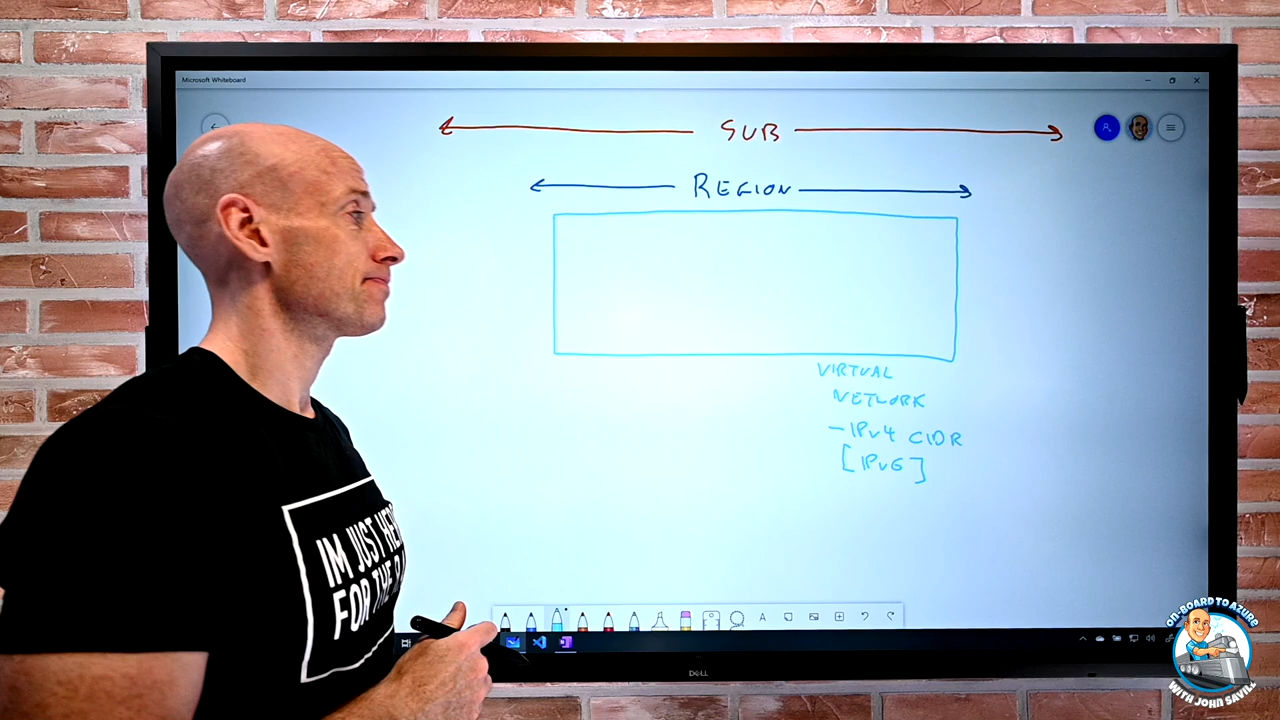 Microsoft Whiteboard
SUB
REGION
VIRTUAL
NETWORK
-IPv4 CIDR
[IPv6]
IM JUST HE
FOR THE
DELL
ON-BOARD TO AZURE
WITH JOHN SAVILL